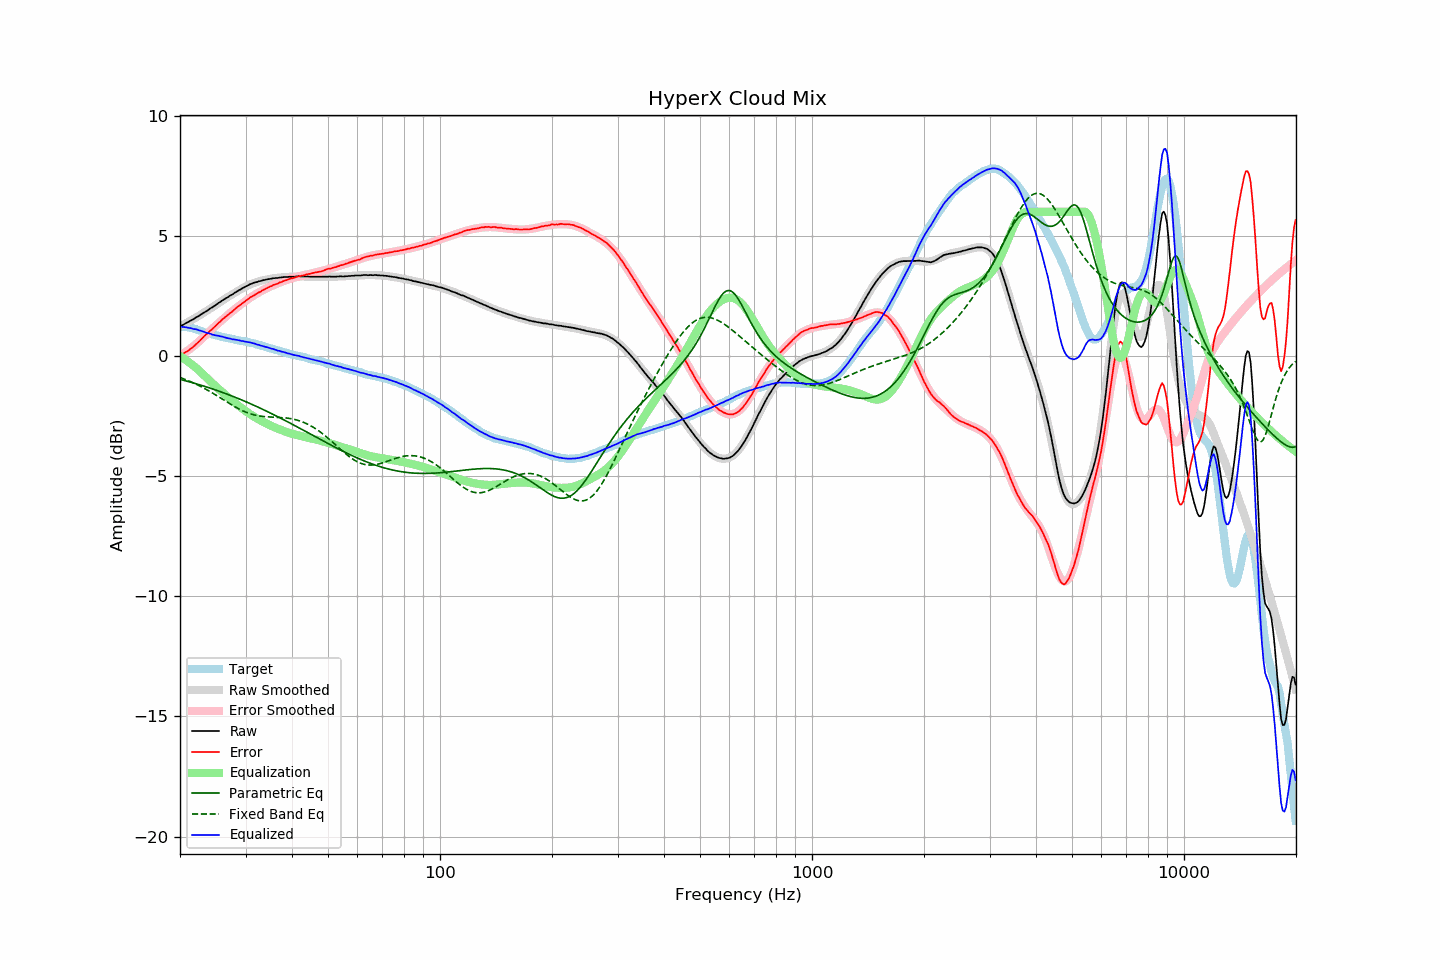 HyperX Cloud Mix
10
5
0
−5
−10
−15
−20
Amplitude (dBr)
Target
Raw Smoothed
Error Smoothed
Raw
Error
Equalization
Parametric Eq
Fixed Band Eq
Equalized
100
1000
10000
Frequency (Hz)